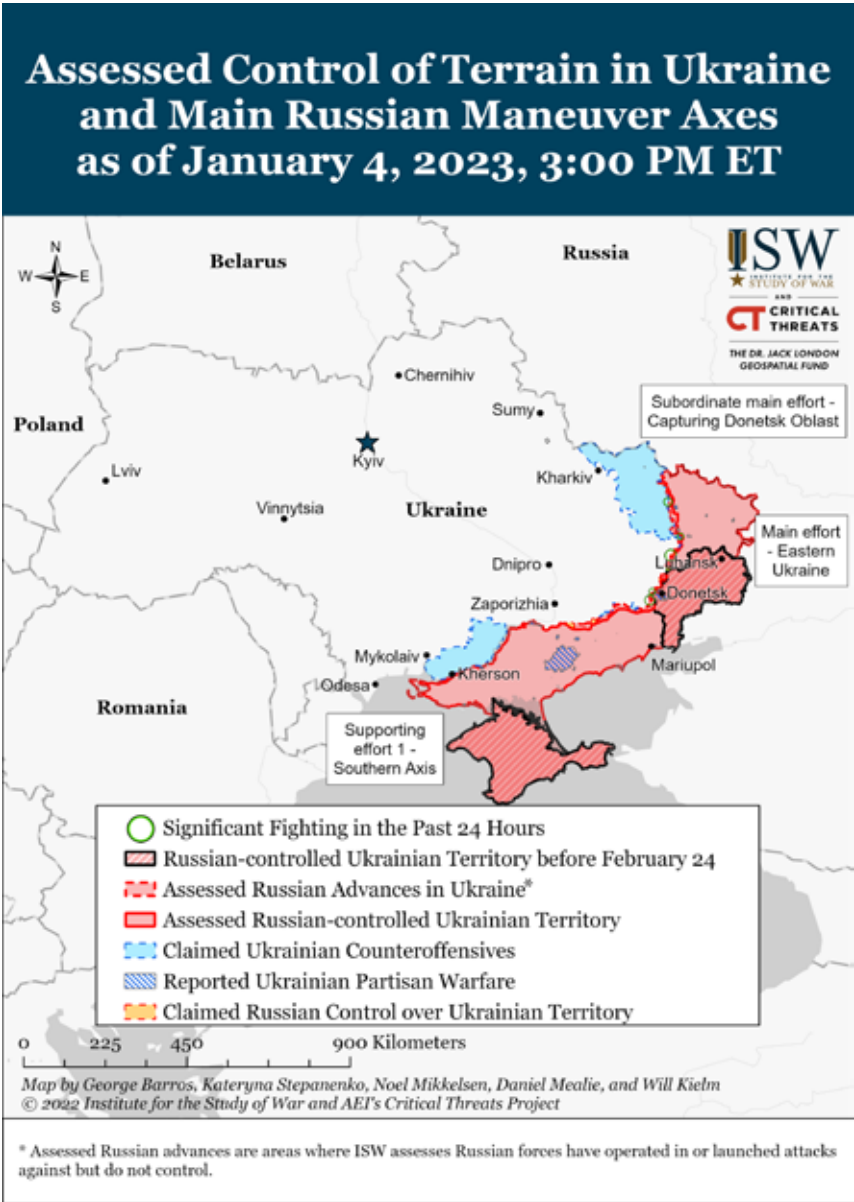 Assessed Control of Terrain in Ukraine
and Main Russian Maneuver Axes
as of January 4, 2023, 3:00 PM ET
N
W E
S
Belarus
Russia
ISW
INSTITUTE FOR THE
STUDY OF WAR
AND
CT CRITICAL
THREATS
THE DR. JACK LONDON
GEOSPATIAL FUND
Chernihiv
Subordinate main effort -
Capturing Donetsk Oblast
Sumy
Poland
Kyiv
Lviv
Kharkiv
Vinnytsia
Ukraine
Main effort
- Eastern
Ukraine
Dnipro
Luhansk
Donetsk
Zaporizhia
Mykolaiv
Mariupol
Kherson
Odesa
Romania
Supporting
effort 1 -
Southern Axis
Significant Fighting in the Past 24 Hours
Russian-controlled Ukrainian Territory before February 24
Assessed Russian Advances in Ukraine*
Assessed Russian-controlled Ukrainian Territory
Claimed Ukrainian Counteroffensives
Reported Ukrainian Partisan Warfare
Claimed Russian Control over Ukrainian Territory
0 225 450 900 Kilometers
Map by George Barros, Kateryna Stepanenko, Noel Mikkelsen, Daniel Mealie, and Will Kielm
© 2022 Institute for the Study of War and AEI's Critical Threats Project
* Assessed Russian advances are areas where ISW assesses Russian forces have operated in or launched attacks
against but do not control.